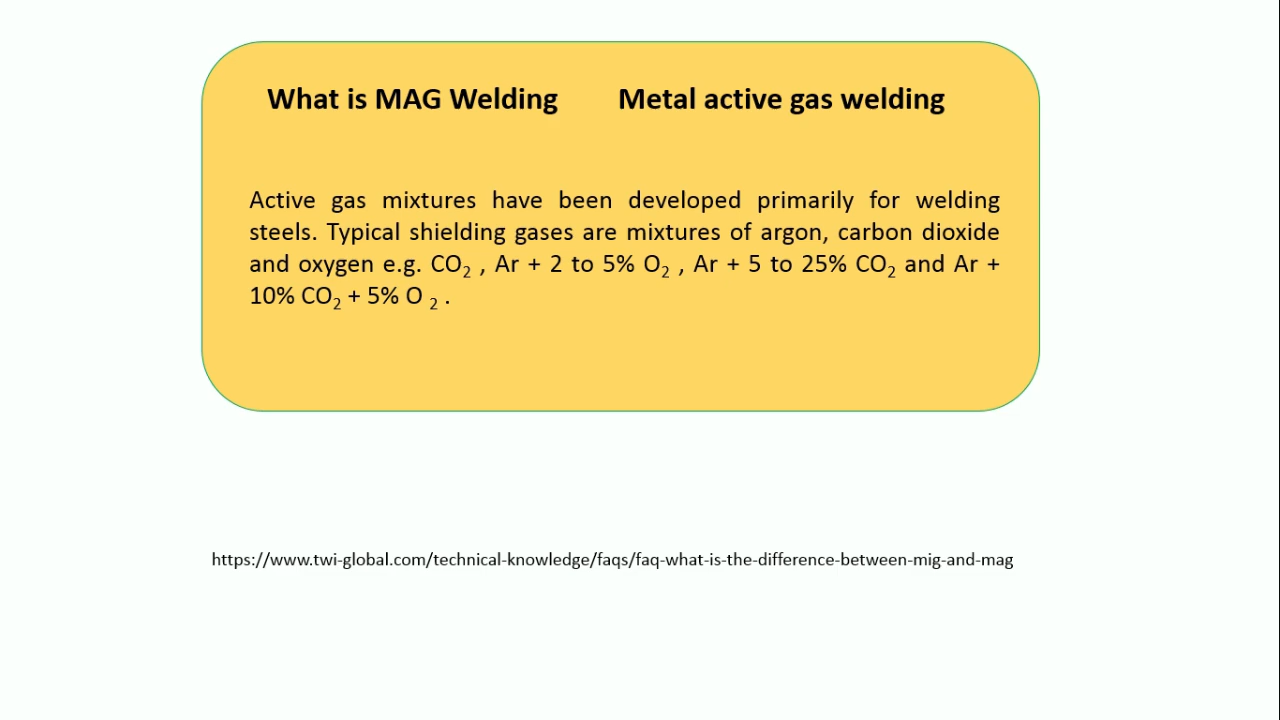 What is MAG Welding Metal active gas welding
Active gas mixtures have been developed primarily for welding
steels. Typical shielding gases are mixtures of argon, carbon dioxide
and oxygen e.g. CO₂ , Ar + 2 to 5% O₂ , Ar + 5 to 25% CO₂ and Ar +
10% CO₂ + 5% O ₂ .
https://www.twi-global.com/technical-knowledge/faqs/faq-what-is-the-difference-between-mig-and-mag